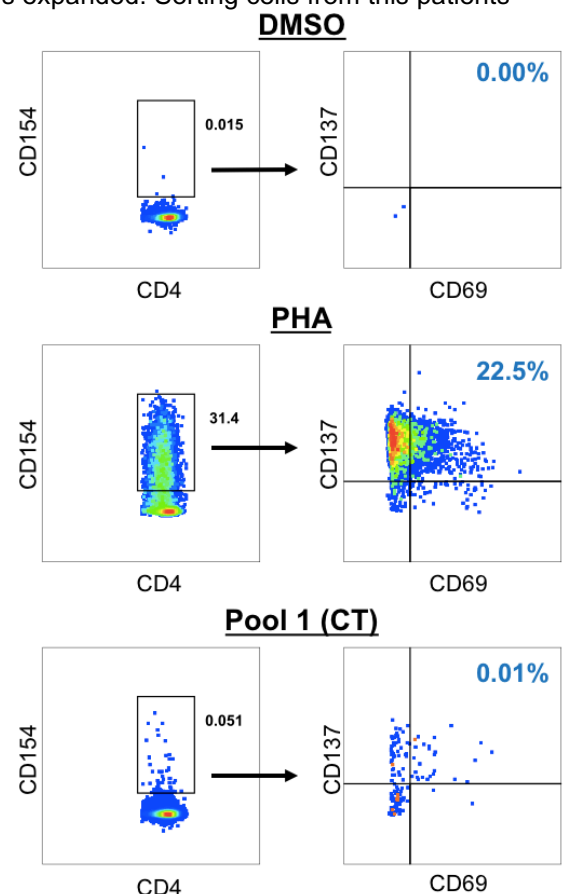 s expanded. Sorting cells from this patients
DMSO
CD154
0.015
CD4
CD137
0.00%
CD69
PHA
CD154
31.4
CD4
CD137
22.5%
CD69
Pool 1 (CT)
CD154
0.051
CD4
CD137
0.01%
CD69